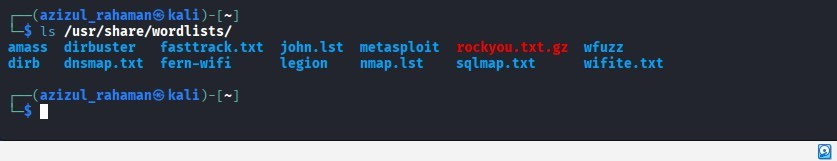 ┌──(azizul_rahaman㉿kali)-[~]
└─$ ls /usr/share/wordlists/
amass dirbuster fasttrack.txt john.lst metasploit rockyou.txt.gz wfuzz
dirb dnsmap.txt fern-wifi legion nmap.lst sqlmap.txt wifite.txt
┌──(azizul_rahaman㉿kali)-[~]
└─$